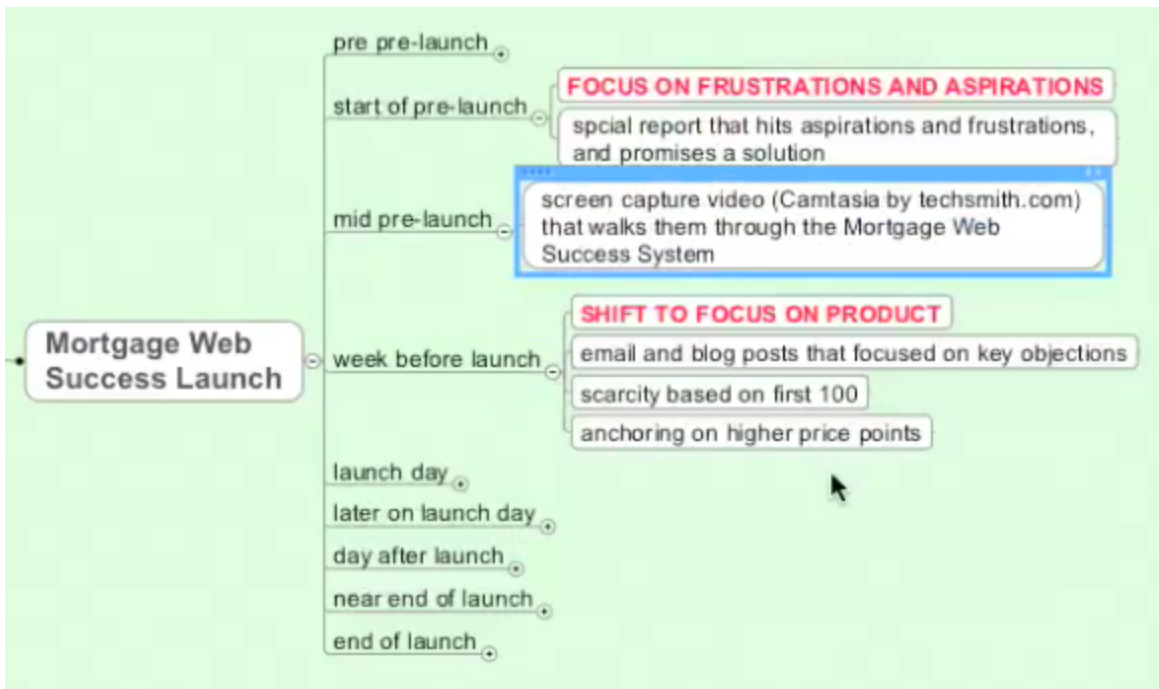 pre pre-launch
start of pre-launch
FOCUS ON FRUSTRATIONS AND ASPIRATIONS
spcial report that hits aspirations and frustrations,
and promises a solution
mid pre-launch
screen capture video (Camtasia by techsmith.com)
that walks them through the Mortgage Web
Success System
Mortgage Web
Success Launch
week before launch
SHIFT TO FOCUS ON PRODUCT
email and blog posts that focused on key objections
scarcity based on first 100
anchoring on higher price points
launch day
later on launch day
day after launch
near end of launch
end of launch